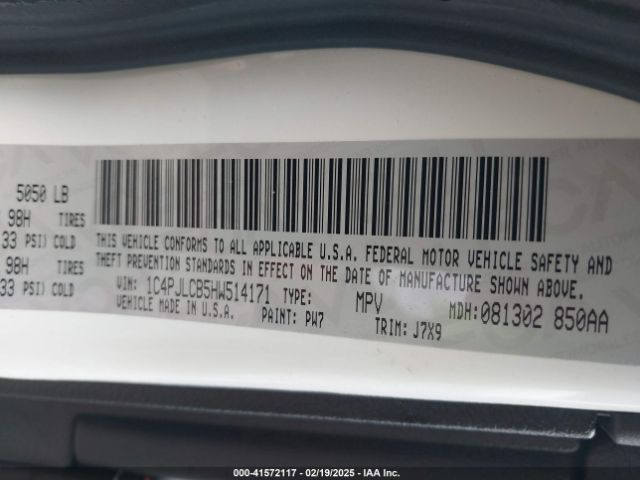 5050 LB
98H TIRES
33 PSI) COLD
98H TIRES
33 PSI) COLD
THIS VEHICLE CONFORMS TO ALL APPLICABLE U.S.A. FEDERAL MOTOR VEHICLE SAFETY AND
THEFT PREVENTION STANDARDS IN EFFECT ON THE DATE OF MANUFACTURE SHOWN ABOVE.
VIN: 1C4PJLCB5HW514171 TYPE: MPV MDH:081302 850AA
VEHICLE MADE IN U.S.A. PAINT: PW7 TRIM: J7X9
000-41572117 - 02/19/2025 - IAA Inc.